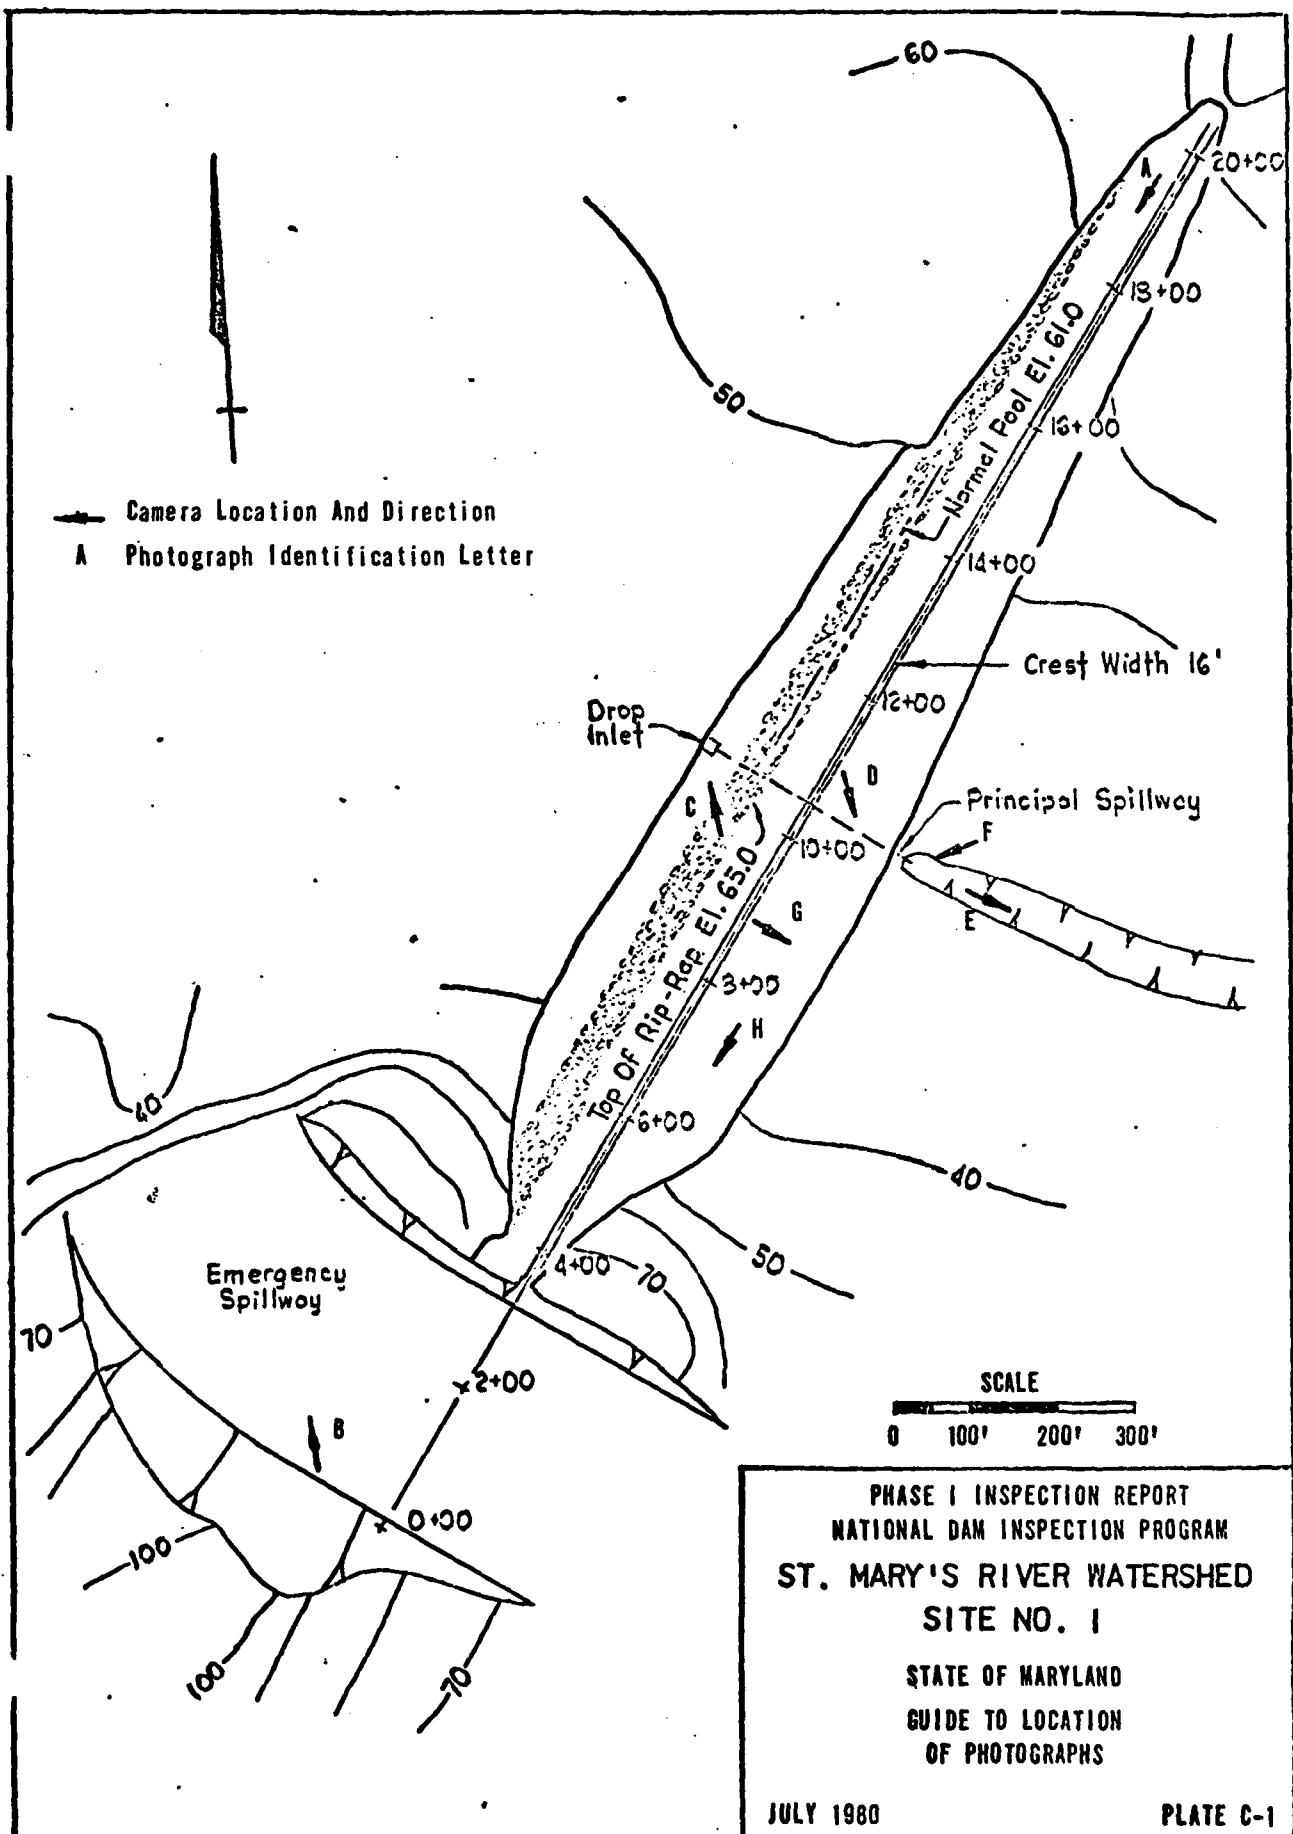 60
A
20+00
18+00
Normal Pool El. 61.0
16+00
50
Camera Location And Direction
A Photograph Identification Letter
14+00
Crest Width 16'
12+00
Drop
Inlet
D
Principal Spillway
C
F
10+00
G
E
Top Of Rip-Rap El. 65.0
8+00
H
40
6+00
40
50
4+00
70
Emergency
Spillway
70
2+00
B
0+00
100
100
70
SCALE
0 100' 200' 300'
PHASE I INSPECTION REPORT
NATIONAL DAM INSPECTION PROGRAM
ST. MARY'S RIVER WATERSHED
SITE NO. I
STATE OF MARYLAND
GUIDE TO LOCATION
OF PHOTOGRAPHS
JULY 1980 PLATE C-1